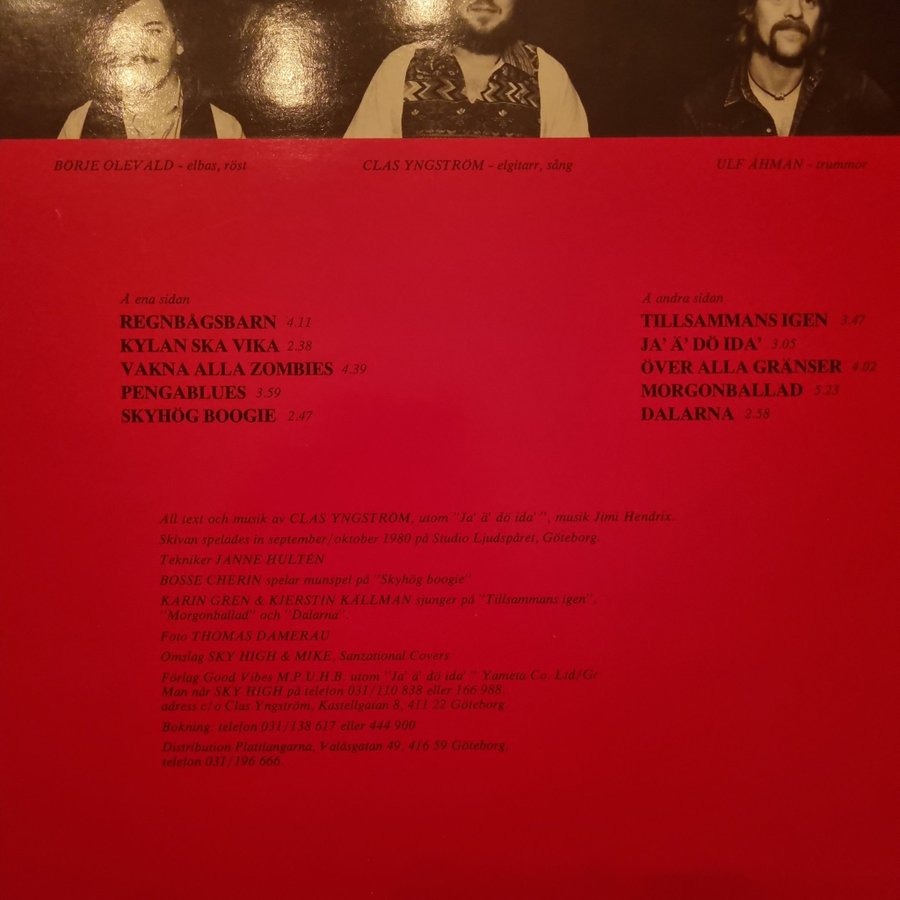 BÖRJE OLEVALD - elbas, röst
CLAS YNGSTRÖM - elgitarr, sång
ULF ÅHMAN - trummor
Å ena sidan
REGNBÅGSBARN 4.11
KYLAN SKA VIKA 2.38
VAKNA ALLA ZOMBIES 4.39
PENGABLUES 3.59
SKYHÖG BOOGIE 2.47
Å andra sidan
TILLSAMMANS IGEN 3.47
JA' Ä' DÖ IDA' 3.05
ÖVER ALLA GRÄNSER 4.02
MORGONBALLAD 5.23
DALARNA 2.58
All text och musik av CLAS YNGSTRÖM, utom "Ja' ä' dö ida'", musik Jimi Hendrix.
Skivan spelades in september/oktober 1980 på Studio Ljudspåret, Göteborg.
Tekniker JANNE HULTÉN
BOSSE CHERIN spelar munspel på "Skyhög boogie"
KARIN GREN & KJERSTIN KÄLLMAN sjunger på "Tillsammans igen",
"Morgonballad" och "Dalarna".
Foto THOMAS DAMERAU
Omslag SKY HIGH & MIKE, Sanzational Covers
Förlag Good Vibes M.P.U.H.B. utom "Ja' ä' dö ida' " Yameta Co. Ltd/Gr
Man når SKY HIGH på telefon 031/110 838 eller 166 988,
adress c/o Clas Yngström, Kastellgatan 8, 411 22 Göteborg.
Bokning: telefon 031/138 617 eller 444 900
Distribution Plattlangarna, Valåsgatan 49, 416 59 Göteborg,
telefon 031/196 666.